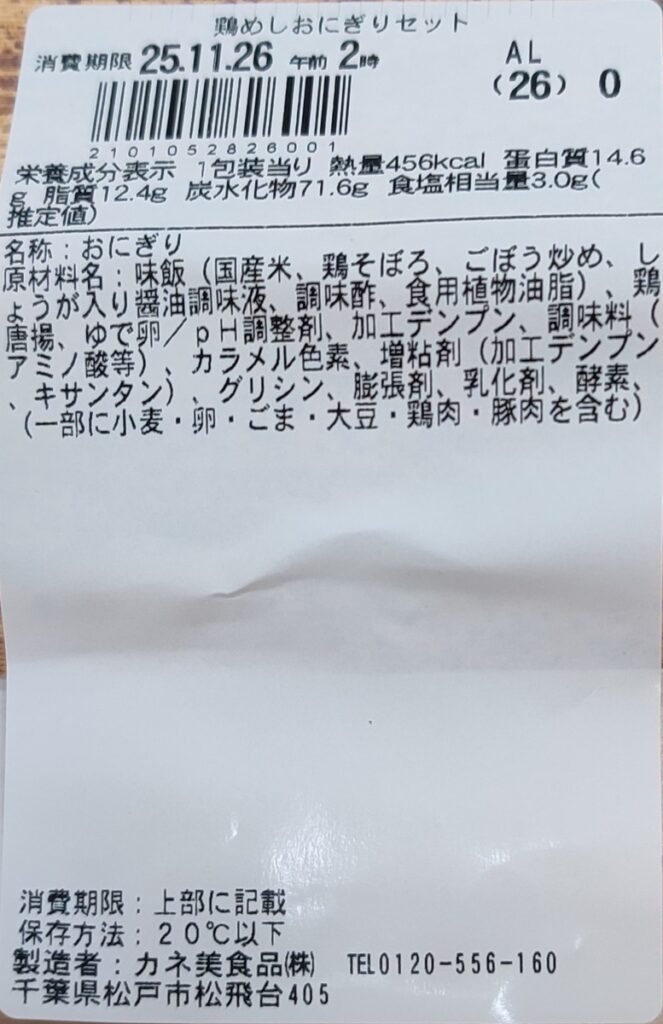 鶏めしおにぎりセット
消費期限 25.11.26 午前 2時
AL
(26) 0
2101052826001
栄養成分表示 1包装当り 熱量456kcal 蛋白質14.6
g 脂質12.4g 炭水化物71.6g 食塩相当量3.0g(
推定値)
名称：おにぎり
原材料名：味飯（国産米、鶏そぼろ、ごぼう炒め、し
ょうが入り醤油調味液、調味酢、食用植物油脂）、鶏
唐揚、ゆで卵／ｐＨ調整剤、加工デンプン、調味料（
アミノ酸等）、カラメル色素、増粘剤（加工デンプン
、キサンタン）、グリシン、膨張剤、乳化剤、酵素、
（一部に小麦・卵・ごま・大豆・鶏肉・豚肉を含む）
消費期限：上部に記載
保存方法：２０℃以下
製造者：カネ美食品㈱ TEL0120-556-160
千葉県松戸市松飛台405